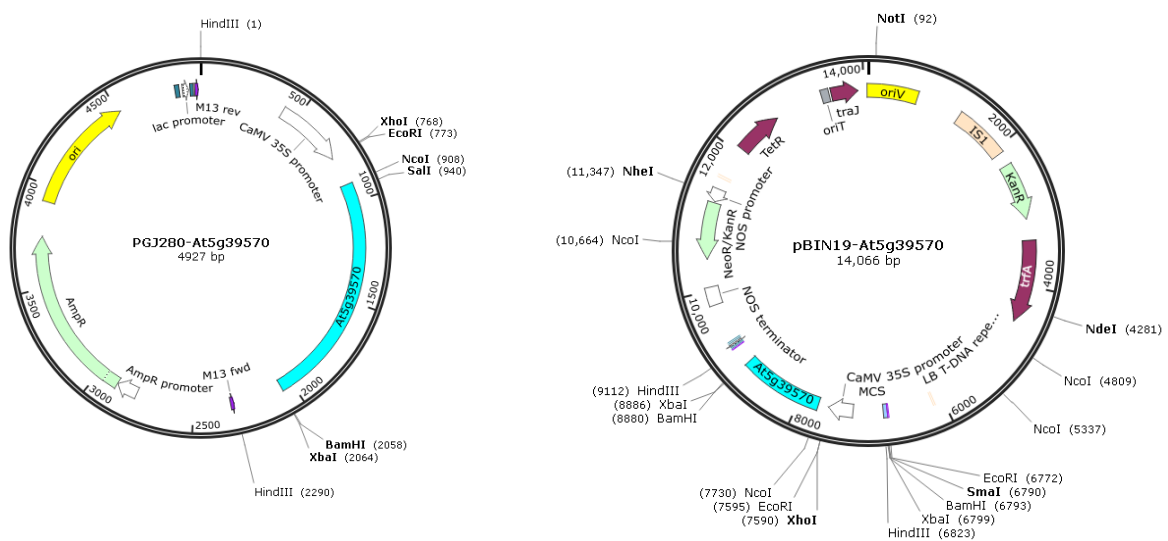 HindIII (1)
500
XhoI (768)
EcoRI (773)
NcoI (908)
SalI (940)
1000
1500
2000
BamHI (2058)
XbaI (2064)
HindIII (2290)
2500
3000
3500
4000
4500
M13 rev
lac promoter
CaMV 35S promoter
At5g39570
M13 fwd
AmpR promoter
AmpR
ori
PGJ280-At5g39570
4927 bp
NotI (92)
14,000
oriV
traJ
oriT
IS1
2000
KanR
trfA
4000
NdeI (4281)
NcoI (4809)
NcoI (5337)
6000
LB T-DNA repe...
EcoRI (6772)
SmaI (6790)
BamHI (6793)
XbaI (6799)
HindIII (6823)
MCS
CaMV 35S promoter
(7590) XhoI
(7595) EcoRI
(7730) NcoI
8000
At5g39570
(8880) BamHI
(8886) XbaI
(9112) HindIII
NOS terminator
10,000
(10,664) NcoI
NeoR/KanR
NOS promoter
(11,347) NheI
12,000
TetR
pBIN19-At5g39570
14,066 bp